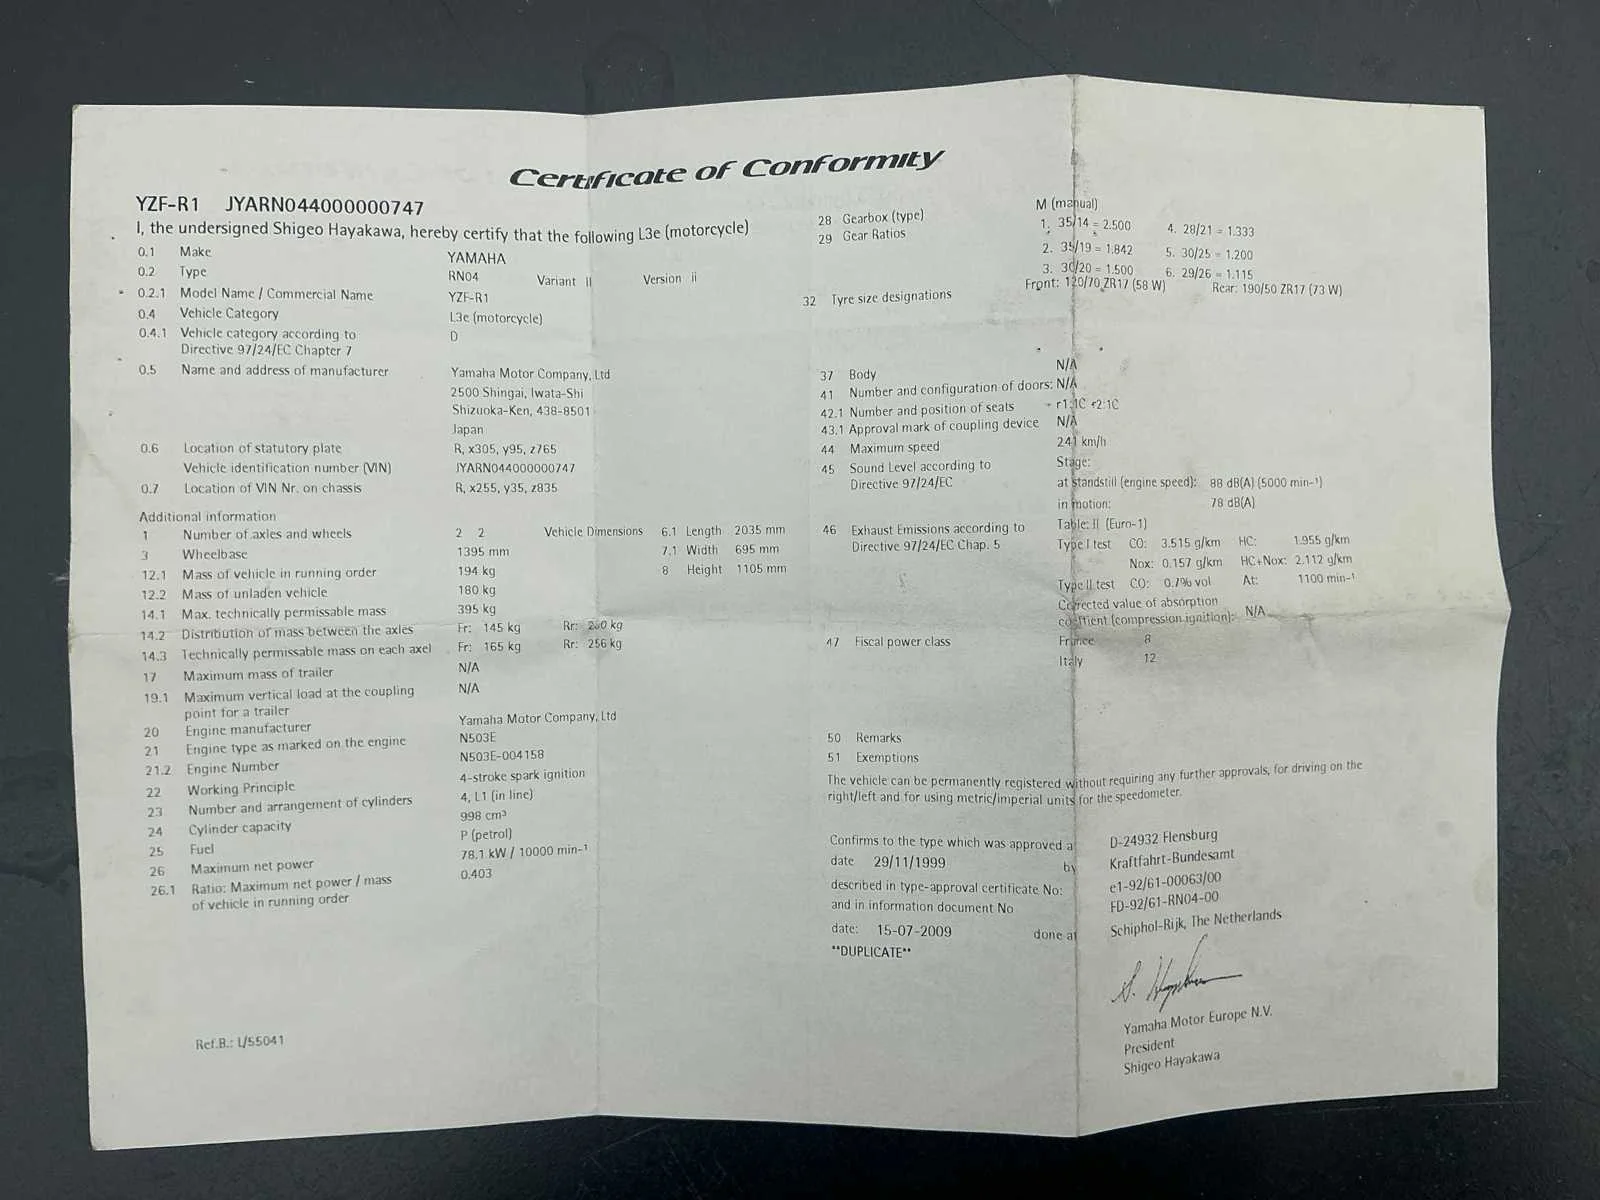 Certificate of Conformity
YZF-R1 JYARN044000000747
I, the undersigned Shigeo Hayakawa, hereby certify that the following L3e (motorcycle)
0.1 Make YAMAHA
0.2 Type RN04 Variant II Version ii
0.2.1 Model Name / Commercial Name YZF-R1
0.4 Vehicle Category L3e (motorcycle)
0.4.1 Vehicle category according to D
Directive 97/24/EC Chapter 7
0.5 Name and address of manufacturer Yamaha Motor Company, Ltd
2500 Shingai, Iwata-Shi
Shizuoka-Ken, 438-8501
Japan
0.6 Location of statutory plate R, x305, y95, z765
Vehicle identification number (VIN) JYARN044000000747
0.7 Location of VIN Nr. on chassis R, x255, y35, z835
Additional information
1 Number of axles and wheels 2 2 Vehicle Dimensions 6.1 Length 2035 mm
3 Wheelbase 1395 mm 7.1 Width 695 mm
12.1 Mass of vehicle in running order 194 kg 8 Height 1105 mm
12.2 Mass of unladen vehicle 180 kg
14.1 Max. technically permissable mass 395 kg
14.2 Distribution of mass between the axles Fr: 145 kg Rr: kg
14.3 Technically permissable mass on each axel Fr: 165 kg Rr: 256 kg
17 Maximum mass of trailer N/A
19.1 Maximum vertical load at the coupling N/A
point for a trailer
20 Engine manufacturer Yamaha Motor Company, Ltd
21 Engine type as marked on the engine N503E
21.2 Engine Number N503E-004158
22 Working Principle 4-stroke spark ignition
23 Number and arrangement of cylinders 4, L1 (in line)
24 Cylinder capacity 998 cm³
25 Fuel P (petrol)
26 Maximum net power 78.1 kW / 10000 min-¹
26.1 Ratio: Maximum net power / mass 0.403
of vehicle in running order
Ref.B.: L/55041
28 Gearbox (type) M (manual)
29 Gear Ratios 1. 35/14 = 2.500 4. 28/21 = 1.333
2. 35/19 = 1.842 5. 30/25 = 1.200
3. 30/20 = 1.500 6. 29/26 = 1.115
32 Tyre size designations Front: 120/70 ZR17 (58 W) Rear: 190/50 ZR17 (73 W)
37 Body N/A
41 Number and configuration of doors: N/A
42.1 Number and position of seats r1:1C r2:1C
43.1 Approval mark of coupling device N/A
44 Maximum speed 241 km/h
45 Sound Level according to Stage:
Directive 97/24/EC at standstill (engine speed): 88 dB(A) (5000 min-¹)
in motion: 78 dB(A)
46 Exhaust Emissions according to Table: II (Euro-1)
Directive 97/24/EC Chap. 5 Type I test CO: 3.515 g/km HC: 1.955 g/km
Nox: 0.157 g/km HC+Nox: 2.112 g/km
Type II test CO: 0.7% vol At: 1100 min-¹
Corrected value of absorption
coeffient (compression ignition): N/A
47 Fiscal power class France 8
Italy 12
50 Remarks
51 Exemptions
The vehicle can be permanently registered without requiring any further approvals, for driving on the
right/left and for using metric/imperial units for the speedometer.
Confirms to the type which was approved at D-24932 Flensburg
date 29/11/1999 by Kraftfahrt-Bundesamt
described in type-approval certificate No: e1-92/61-00063/00
and in information document No FD-92/61-RN04-00
date: 15-07-2009 done at Schiphol-Rijk, The Netherlands
**DUPLICATE**
Yamaha Motor Europe N.V.
President
Shigeo Hayakawa